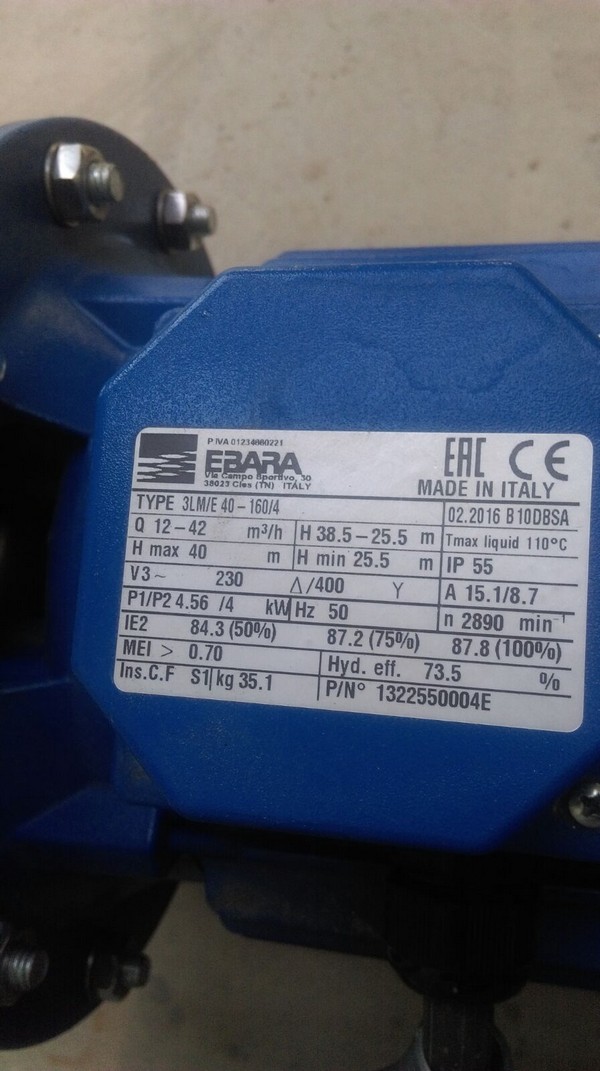 P.IVA 01234660221
EBARA
Via Campo Sportivo, 30
38023 Cles (TN) ITALY
EAC CE
MADE IN ITALY
TYPE 3LM/E 40-160/4
02.2016 B10DBSA
Q 12-42 m³/h H 38.5-25.5 m
Tmax liquid 110°C
H max 40 m H min 25.5 m IP 55
V3~ 230 Δ/400 Y A 15.1/8.7
P1/P2 4.56 /4 kW Hz 50 n 2890 min⁻¹
IE2 84.3 (50%) 87.2 (75%) 87.8 (100%)
MEI > 0.70 Hyd. eff. 73.5 %
Ins.C.F S1 kg 35.1 P/N° 1322550004E